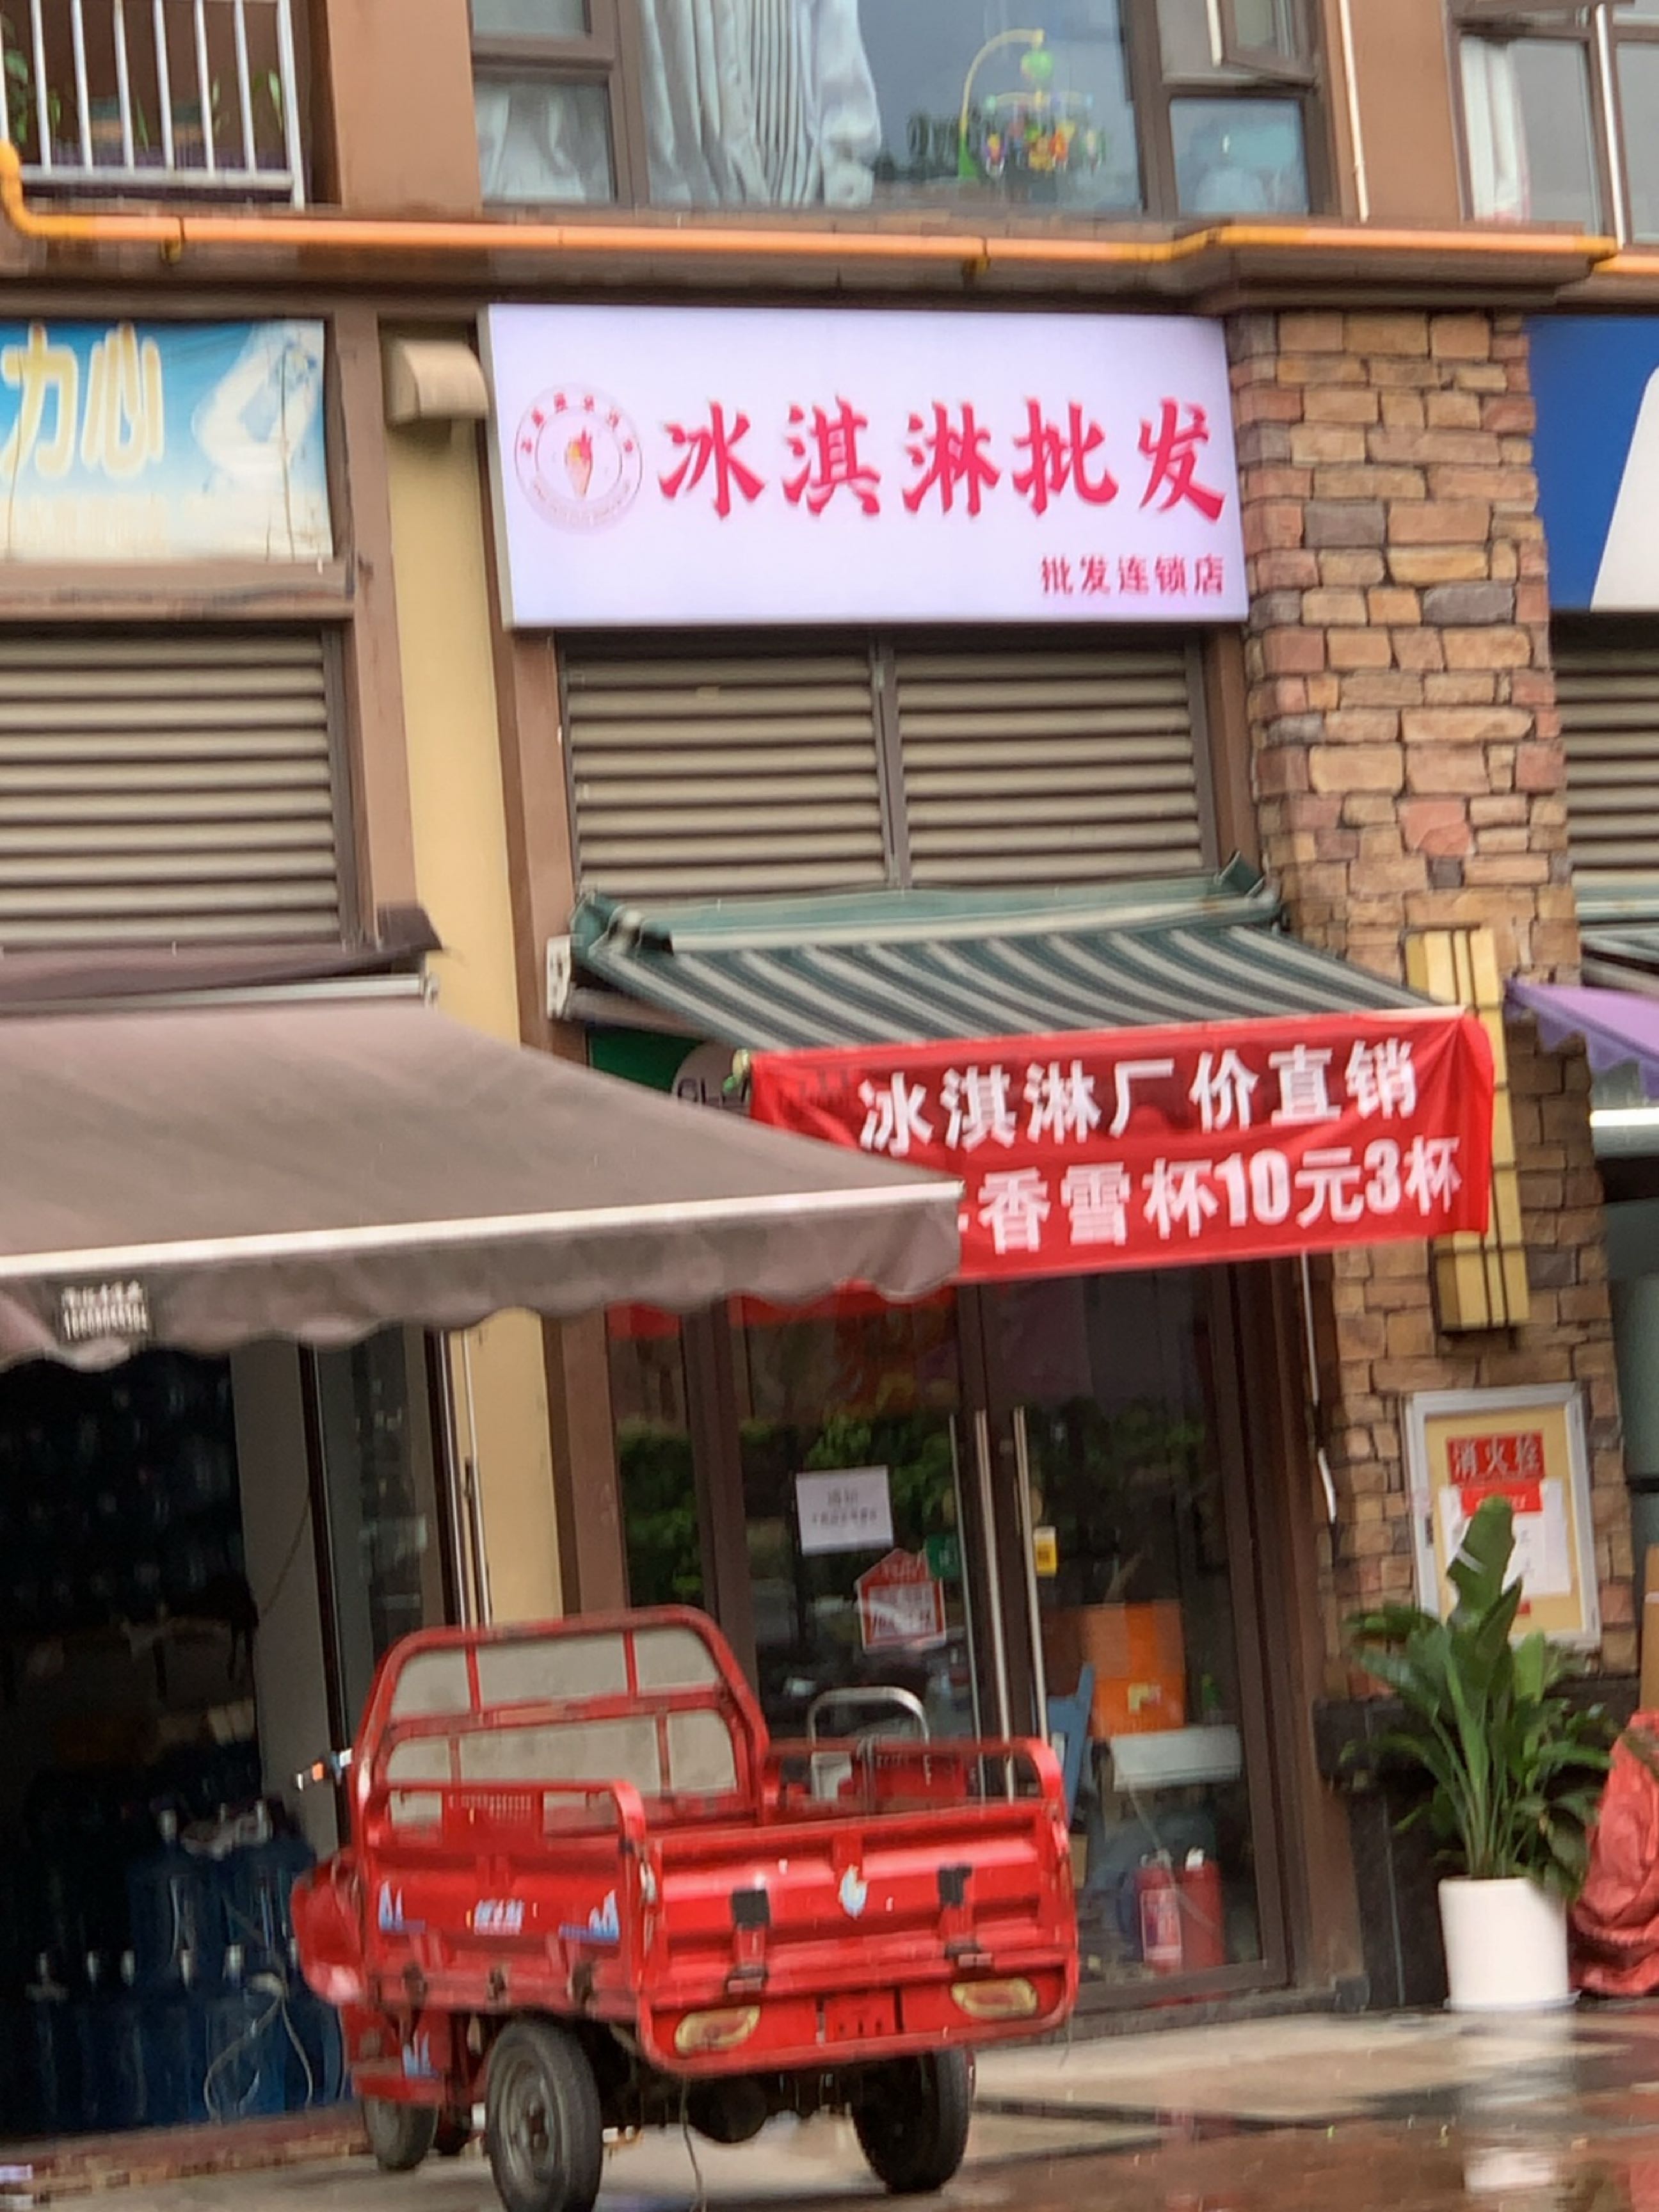 力心
冰淇淋批发
批发连锁店
冰淇淋厂价直销
香雪杯10元3杯
消火栓